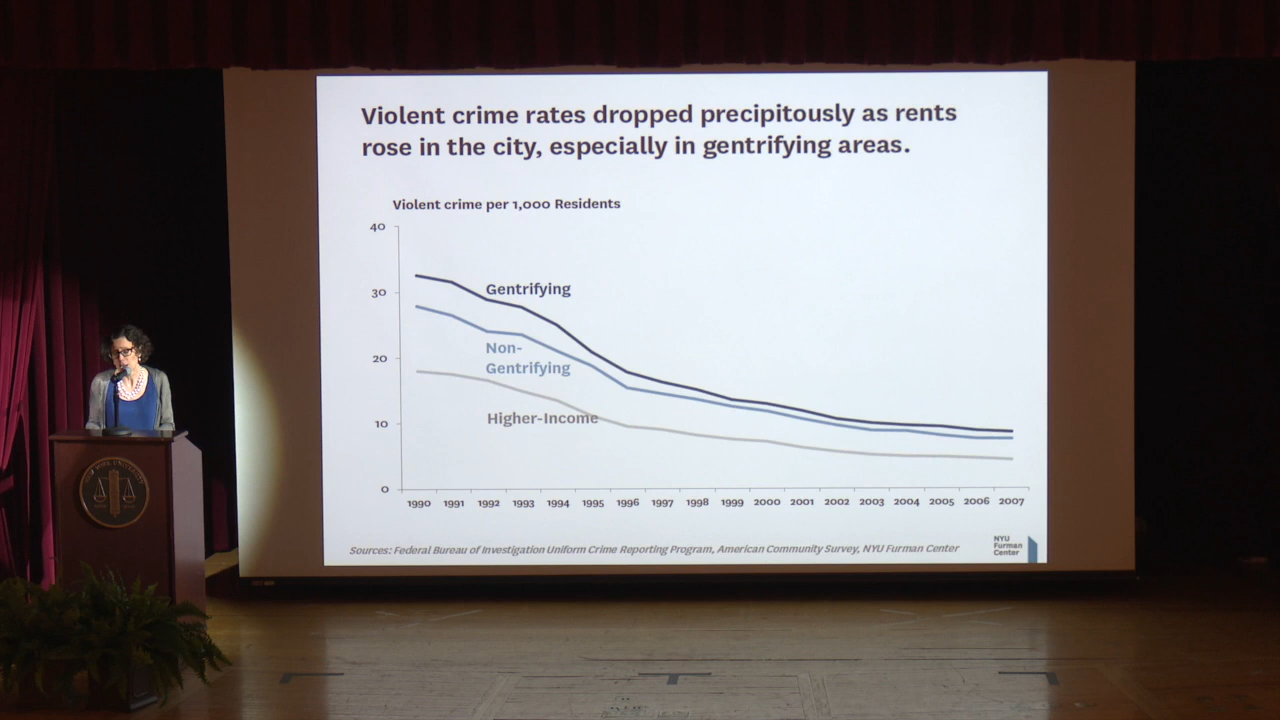 Violent crime rates dropped precipitously as rents
rose in the city, especially in gentrifying areas.
Violent crime per 1,000 Residents
40
30
20
10
0
Gentrifying
Non-
Gentrifying
Higher-Income
1990 1991 1992 1993 1994 1995 1996 1997 1998 1999 2000 2001 2002 2003 2004 2005 2006 2007
Sources: Federal Bureau of Investigation Uniform Crime Reporting Program, American Community Survey, NYU Furman Center
NYU
Furman
Center
NEW YORK UNIVERSITY